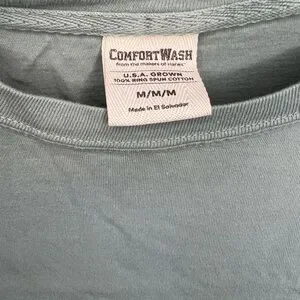 COMFORTWASH
from the makers of Hanes®
U.S.A. GROWN
100% RING SPUN COTTON
M/M/M
Made in El Salvador